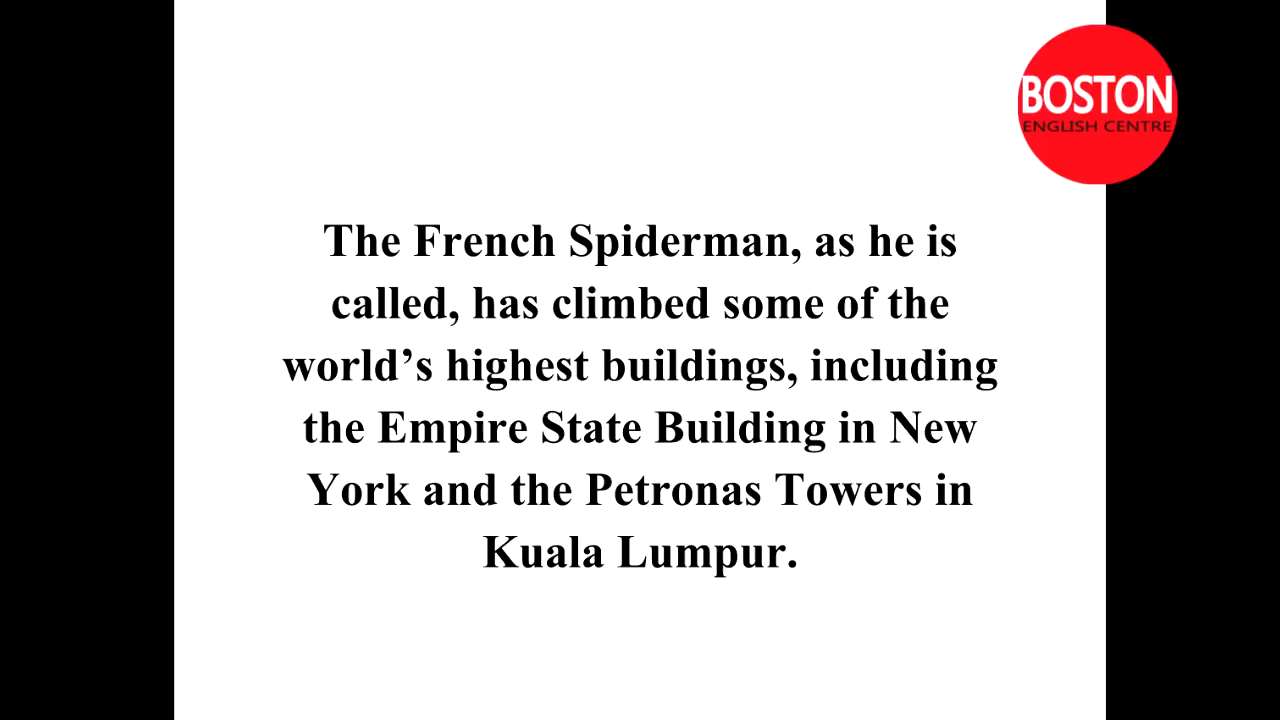 BOSTON
ENGLISH CENTRE
The French Spiderman, as he is
called, has climbed some of the
world’s highest buildings, including
the Empire State Building in New
York and the Petronas Towers in
Kuala Lumpur.